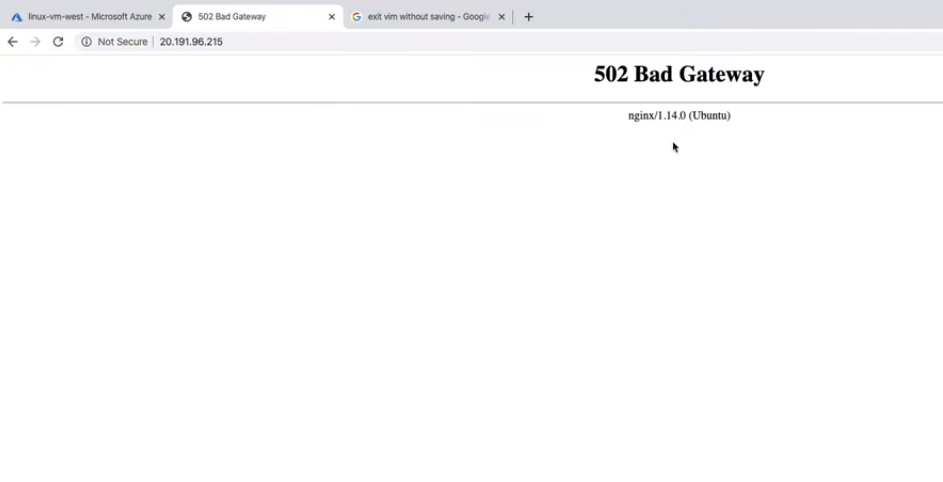 linux-vm-west - Microsoft Azure
502 Bad Gateway
exit vim without saving - Google
Not Secure | 20.191.96.215
502 Bad Gateway
nginx/1.14.0 (Ubuntu)